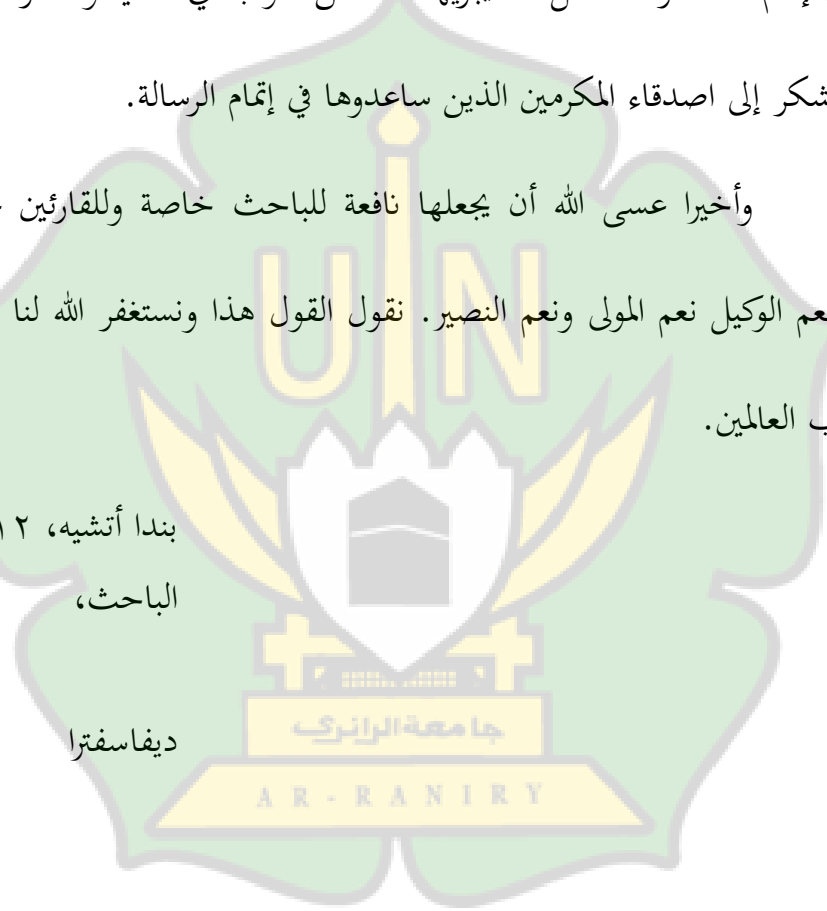 شكر إلى اصدقاء المكرمين الذين ساعدوها في إتمام الرسالة.
وأخيرا عسى الله أن يجعلها نافعة للباحث خاصة وللقارئين
الوكيل نعم المولى ونعم النصير. نقول القول هذا ونستغفر الله لنا
العالمين.
بندا أتشيه،
الباحث،
ديفاسفترا
UIN
جامعة الرانري
AR-RANIRY